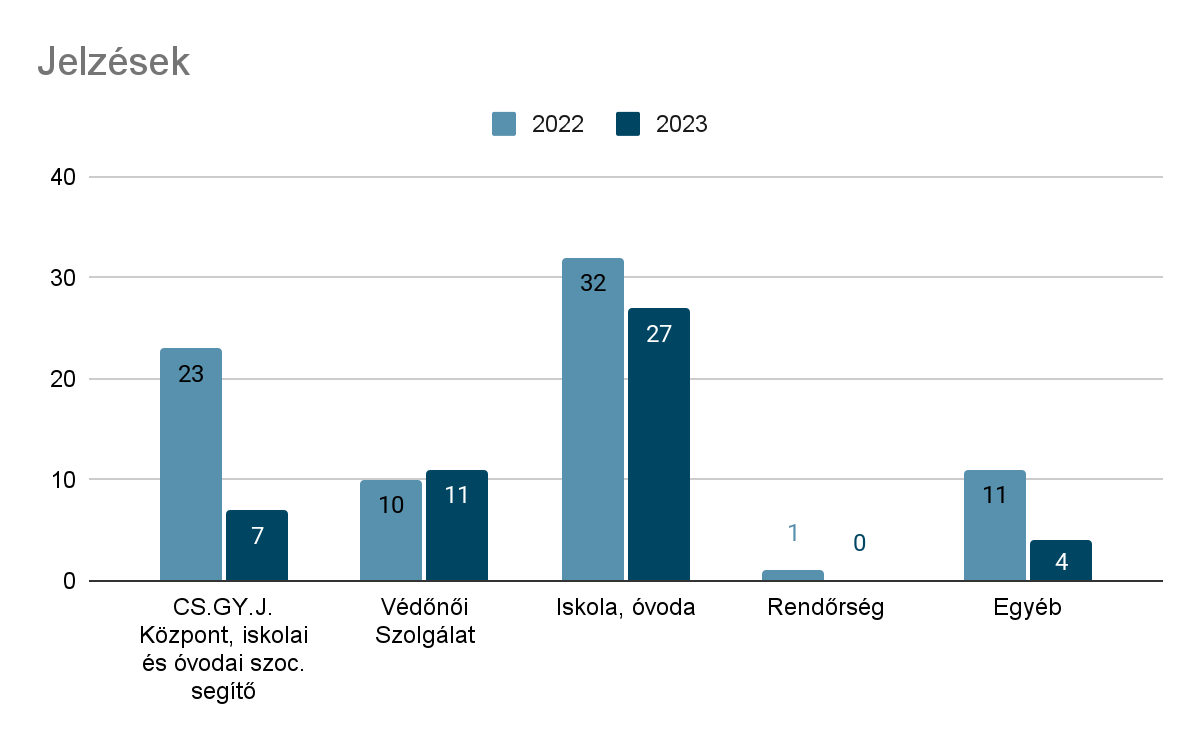 Jelzések
2022 2023
40
30
20
10
0
23
7
10
11
32
27
1
0
11
4
CS.GY.J.
Központ, iskolai
és óvodai szoc.
segítő
Védőnői
Szolgálat
Iskola, óvoda
Rendőrség
Egyéb